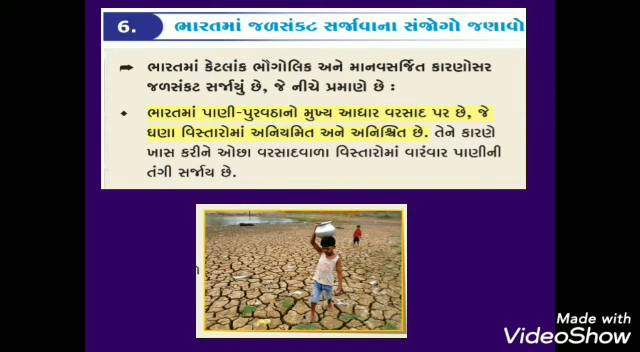 6. ભારતમાં જળસંકટ સર્જાવાના સંજોગો જણાવો
➡ ભારતમાં કેટલાંક ભૌગોલિક અને માનવસર્જિત કારણોસર
જળસંકટ સર્જાયું છે, જે નીચે પ્રમાણે છે :
♦ ભારતમાં પાણી-પુરવઠાનો મુખ્ય આધાર વરસાદ પર છે, જે
ઘણા વિસ્તારોમાં અનિયમિત અને અનિશ્ચિત છે. તેને કારણે
ખાસ કરીને ઓછા વરસાદવાળા વિસ્તારોમાં વારંવાર પાણીની
તંગી સર્જાય છે.
Made with
VideoShow